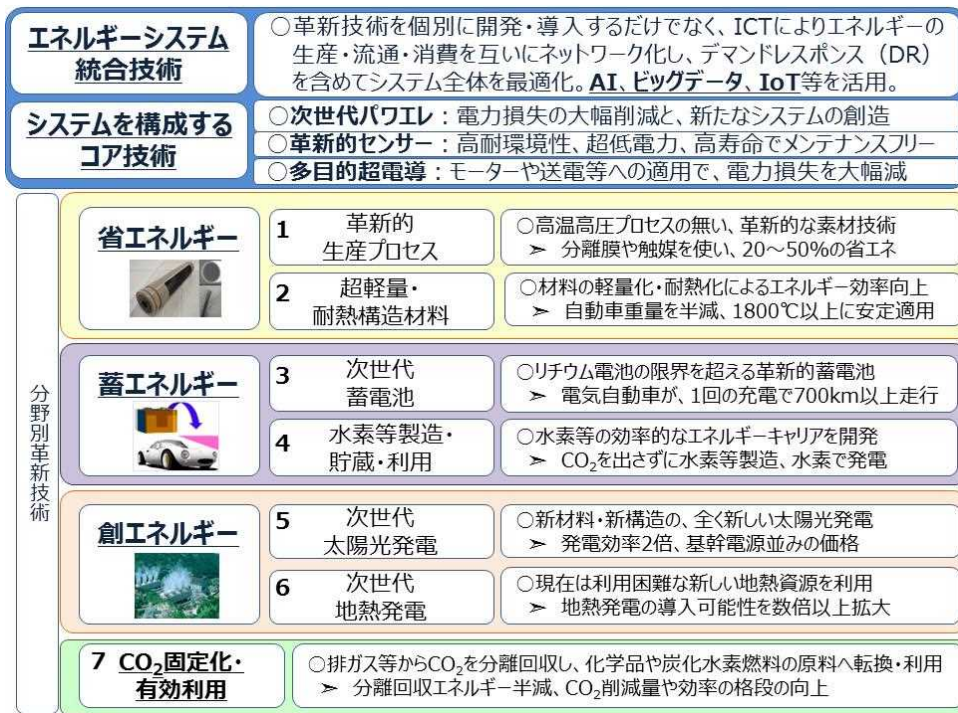 エネルギーシステム
統合技術
○革新技術を個別に開発・導入するだけでなく、ICTによりエネルギーの
生産・流通・消費を互いにネットワーク化し、デマンドレスポンス（DR）
を含めてシステム全体を最適化。AI、ビッグデータ、IoT等を活用。
システムを構成する
コア技術
○次世代パワエレ：電力損失の大幅削減と、新たなシステムの創造
○革新的センサー：高耐環境性、超低電力、高寿命でメンテナンスフリー
○多目的超電導：モーターや送電等への適用で、電力損失を大幅減
分野別革新技術
省エネルギー
1 革新的
生産プロセス
○高温高圧プロセスの無い、革新的な素材技術
➢ 分離膜や触媒を使い、20～50%の省エネ
2 超軽量・
耐熱構造材料
○材料の軽量化・耐熱化によるエネルギー効率向上
➢ 自動車重量を半減、1800℃以上に安定適用
蓄エネルギー
3 次世代
蓄電池
○リチウム電池の限界を超える革新的蓄電池
➢ 電気自動車が、1回の充電で700km以上走行
4 水素等製造・
貯蔵・利用
○水素等の効率的なエネルギーキャリアを開発
➢ CO₂を出さずに水素等製造、水素で発電
創エネルギー
5 次世代
太陽光発電
○新材料・新構造の、全く新しい太陽光発電
➢ 発電効率2倍、基幹電源並みの価格
6 次世代
地熱発電
○現在は利用困難な新しい地熱資源を利用
➢ 地熱発電の導入可能性を数倍以上拡大
7 CO₂固定化・
有効利用
○排ガス等からCO₂を分離回収し、化学品や炭化水素燃料の原料へ転換・利用
➢ 分離回収エネルギー半減、CO₂削減量や効率の格段の向上